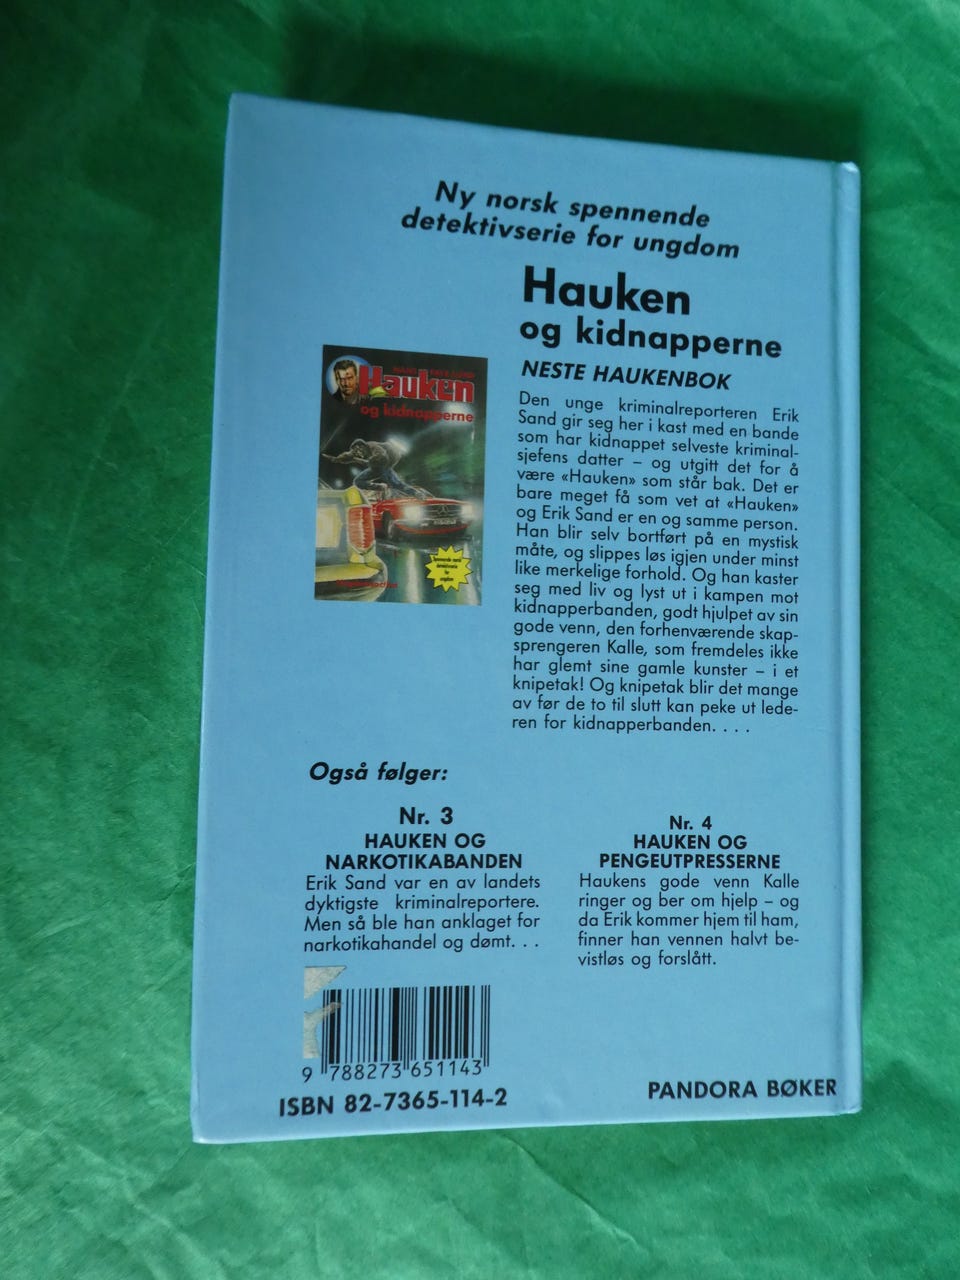 Ny norsk spennende
detektivserie for ungdom
Hauken
og kidnapperne
NESTE HAUKENBOK
Den unge kriminalreporteren Erik
Sand gir seg her i kast med en bande
som har kidnappet selveste kriminal-
sjefens datter – og utgitt det for å
være «Hauken» som står bak. Det er
bare meget få som vet at «Hauken»
og Erik Sand er en og samme person.
Han blir selv bortført på en mystisk
måte, og slippes løs igjen under minst
like merkelige forhold. Og han kaster
seg med liv og lyst ut i kampen mot
kidnapperbanden, godt hjulpet av sin
gode venn, den forhenværende skap-
sprengeren Kalle, som fremdeles ikke
har glemt sine gamle kunster – i et
knipetak! Og knipetak blir det mange
av før de to til slutt kan peke ut lede-
ren for kidnapperbanden. . . .
Hauken
og kidnapperne
Spennende norsk
detektivserie
for
ungdom
Også følger:
Nr. 3
HAUKEN OG
NARKOTIKABANDEN
Erik Sand var en av landets
dyktigste kriminalreportere.
Men så ble han anklaget for
narkotikahandel og dømt. . .
Nr. 4
HAUKEN OG
PENGEUTPRESSERNE
Haukens gode venn Kalle
ringer og ber om hjelp – og
da Erik kommer hjem til ham,
finner han vennen halvt be-
vistløs og forslått.
9 788273 651143
ISBN 82-7365-114-2
PANDORA BØKER